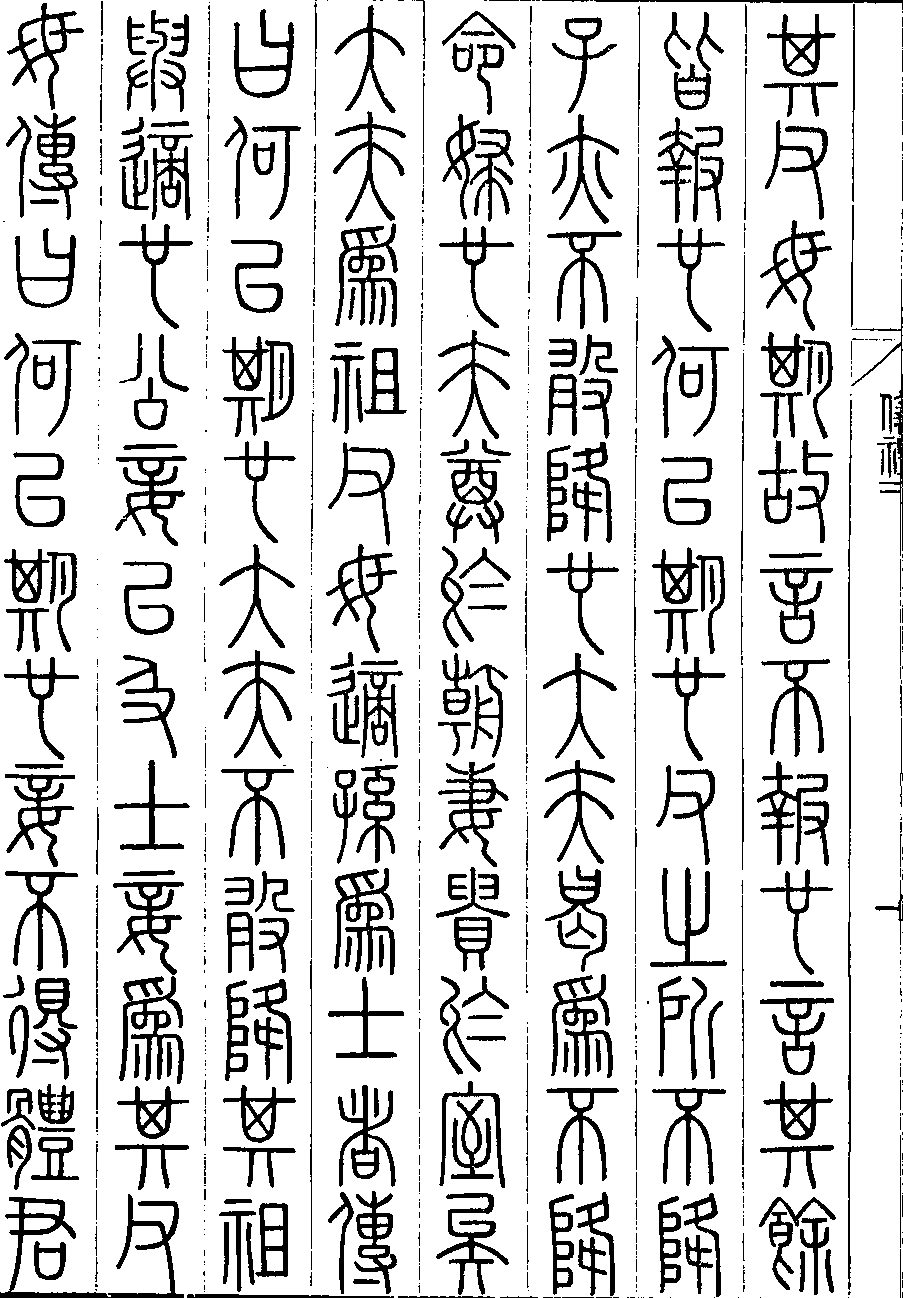 其父母期故言不報也言其餘
皆報也何以期也父之所不降
子亦不敢降也大夫曷為不降
命婦也夫尊於朝妻貴於室矣
大夫為祖父母適孫為士者傳
曰何以期也大夫不敢降其祖
與適也公妾以及士妾為其父
母傳曰何以期也妾不得體君